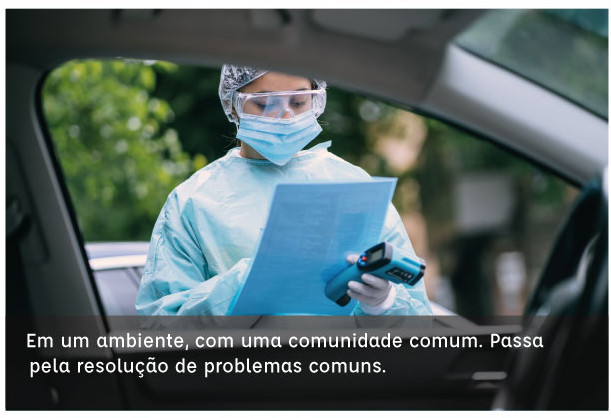 Em um ambiente, com uma comunidade comum. Passa
pela resolução de problemas comuns.